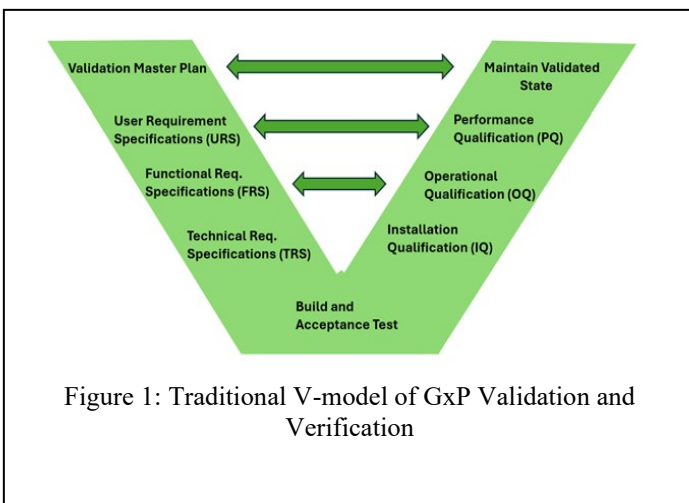 Validation Master Plan
Maintain Validated
State
User Requirement
Specifications (URS)
Performance
Qualification (PQ)
Functional Req.
Specifications (FRS)
Operational
Qualification (OQ)
Technical Req.
Specifications (TRS)
Installation
Qualification (IQ)
Build and
Acceptance Test
Figure 1: Traditional V-model of GxP Validation and
Verification